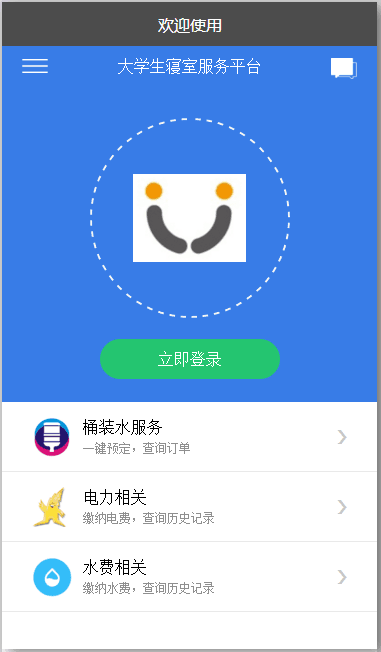 欢迎使用
大学生寝室服务平台
立即登录
桶装水服务
一键预定，查询订单
电力相关
缴纳电费，查询历史记录
水费相关
缴纳水费，查询历史记录